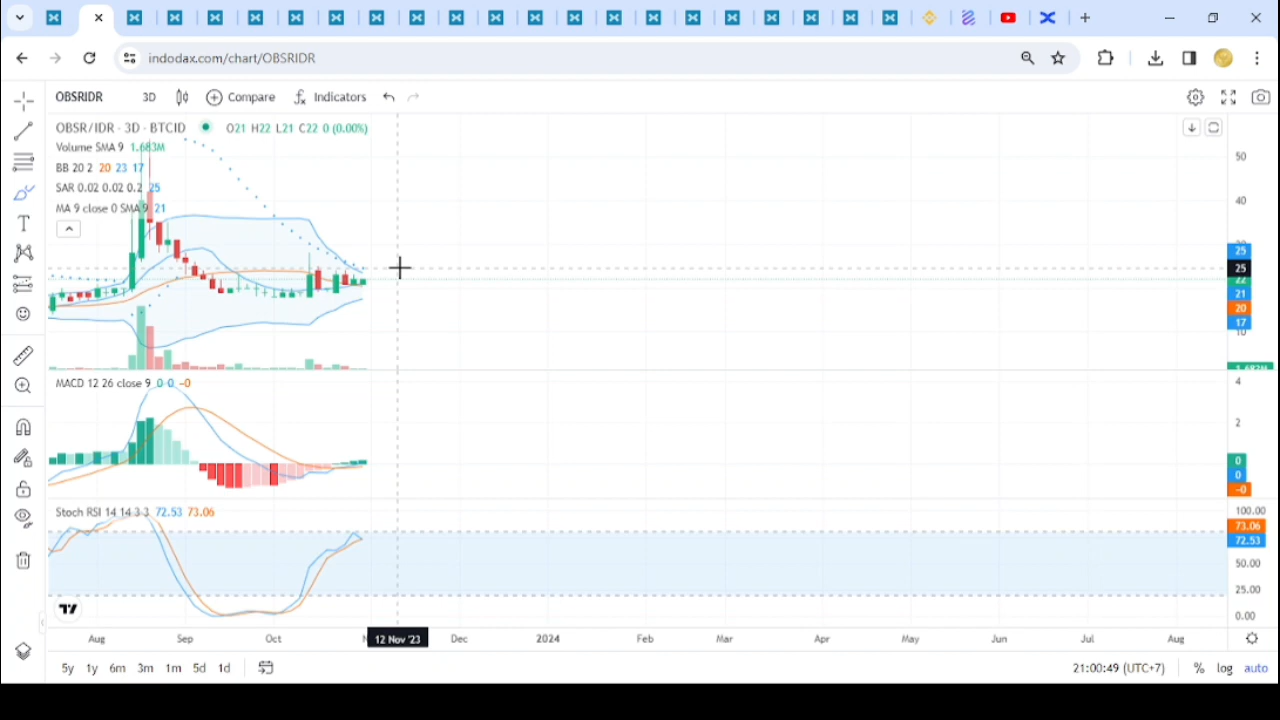 indodax.com/chart/OBSRIDR
OBSRIDR 3D Compare Indicators
OBSR/IDR · 3D · BTCID O21 H22 L21 C22 0 (0.00%)
Volume SMA 9 1.683M
BB 20 2 20 23 17
SAR 0.02 0.02 0.2 25
MA 9 close 0 SMA 9 21
50
40
25
25
22
21
20
17
10
1.683M
MACD 12 26 close 9 0 0 −0
4
2
0
0
−0
Stoch RSI 14 14 3 3 72.53 73.06
100.00
73.06
72.53
50.00
25.00
0.00
Aug Sep Oct 12 Nov '23 Dec 2024 Feb Mar Apr May Jun Jul Aug
5y 1y 6m 3m 1m 5d 1d 21:00:49 (UTC+7) % log auto